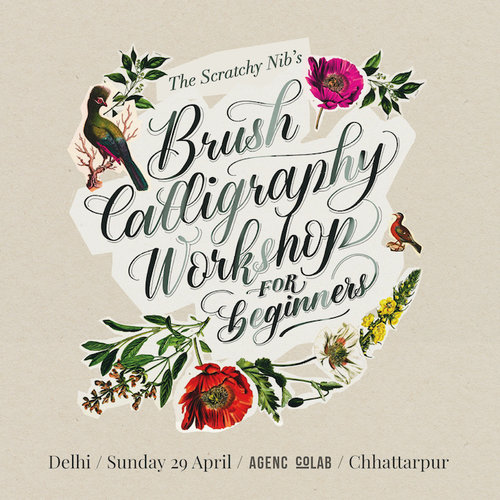 The Scratchy Nib's
Brush
Calligraphy
Workshop
FOR
beginners
Delhi / Sunday 29 April / AGENC COLAB / Chhattarpur